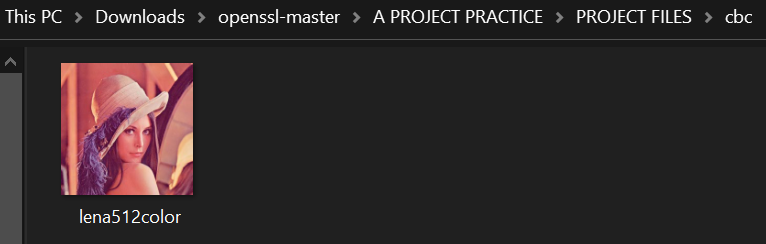 This PC > Downloads > openssl-master > A PROJECT PRACTICE > PROJECT FILES > cbc
lena512color